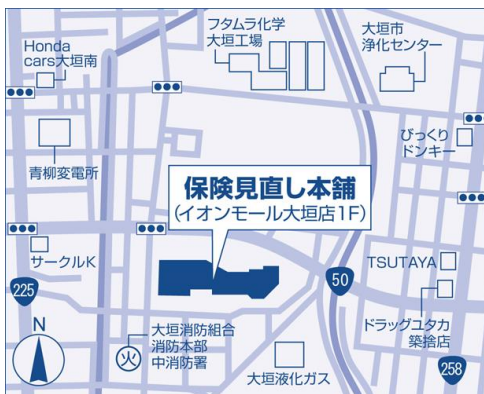 Honda
cars大垣南
フタムラ化学
大垣工場
大垣市
浄化センター
青柳変電所
びっくり
ドンキー
保険見直し本舗
(イオンモール大垣店1F)
サークルK
TSUTAYA
225
50
ドラッグユタカ
築捨店
N
火
大垣消防組合
消防本部
中消防署
大垣液化ガス
258